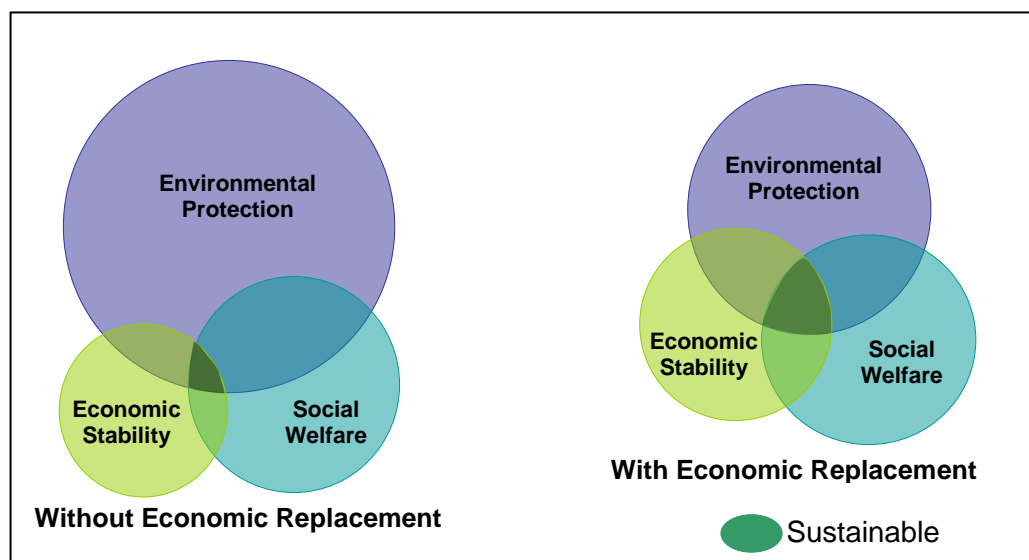 Environmental
Protection
Economic
Stability
Social
Welfare
Without Economic Replacement
Environmental
Protection
Economic
Stability
Social
Welfare
With Economic Replacement
Sustainable